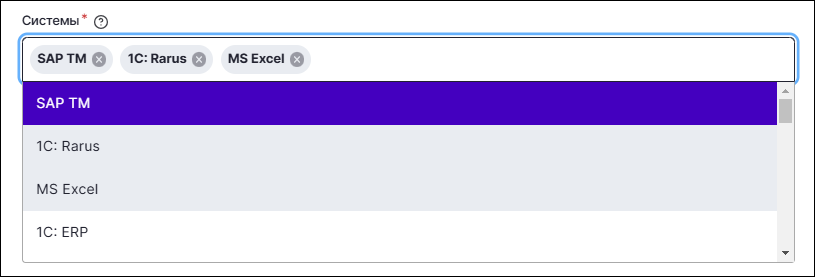 Системы* ?
SAP TM 1C: Rarus MS Excel
SAP TM
1C: Rarus
MS Excel
1C: ERP